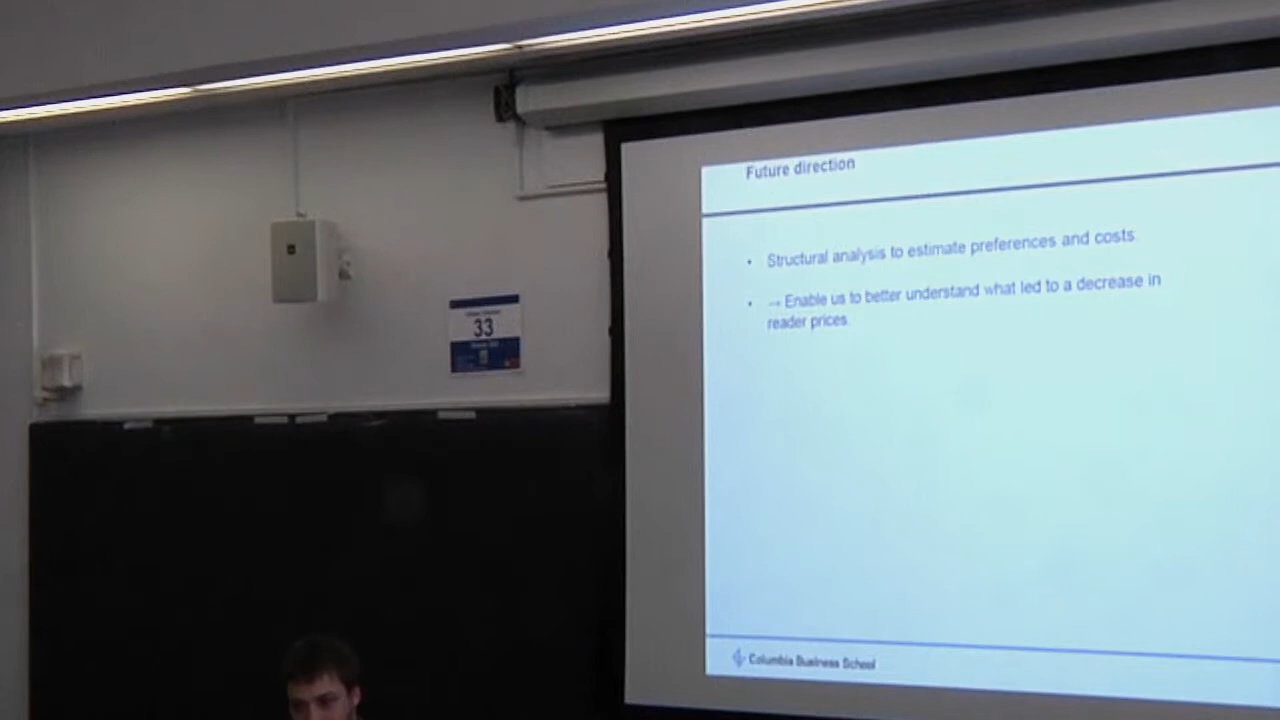 Future direction
• Structural analysis to estimate preferences and costs.
• → Enable us to better understand what led to a decrease in
reader prices.
33
Columbia Business School